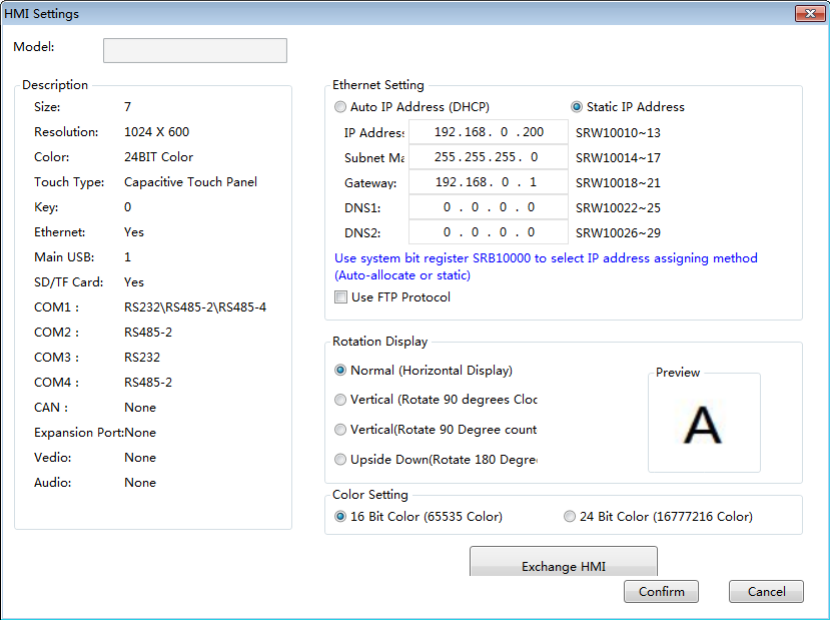 HMI Settings
Model:
Description
Size: 7
Resolution: 1024 X 600
Color: 24BIT Color
Touch Type: Capacitive Touch Panel
Key: 0
Ethernet: Yes
Main USB: 1
SD/TF Card: Yes
COM1 : RS232\RS485-2\RS485-4
COM2 : RS485-2
COM3 : RS232
COM4 : RS485-2
CAN : None
Expansion Port:None
Vedio: None
Audio: None
Ethernet Setting
Auto IP Address (DHCP) Static IP Address
IP Address 192.168. 0 .200 SRW10010~13
Subnet Ma 255.255.255. 0 SRW10014~17
Gateway: 192.168. 0 . 1 SRW10018~21
DNS1: 0 . 0 . 0 . 0 SRW10022~25
DNS2: 0 . 0 . 0 . 0 SRW10026~29
Use system bit register SRB10000 to select IP address assigning method
(Auto-allocate or static)
Use FTP Protocol
Rotation Display
Normal (Horizontal Display)
Vertical (Rotate 90 degrees Cloc
Vertical(Rotate 90 Degree count
Upside Down(Rotate 180 Degre
Preview
A
Color Setting
16 Bit Color (65535 Color) 24 Bit Color (16777216 Color)
Exchange HMI
Confirm Cancel